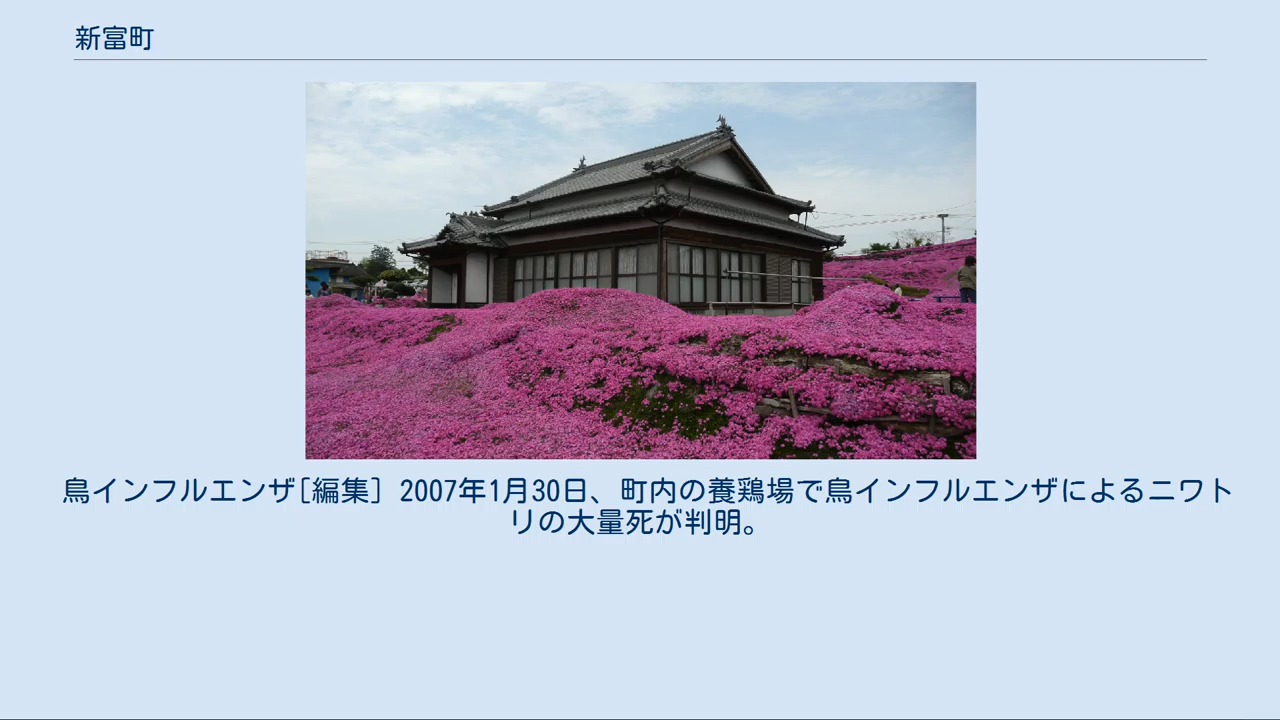 新富町
鳥インフルエンザ[編集] 2007年1月30日、町内の養鶏場で鳥インフルエンザによるニワト
リの大量死が判明。